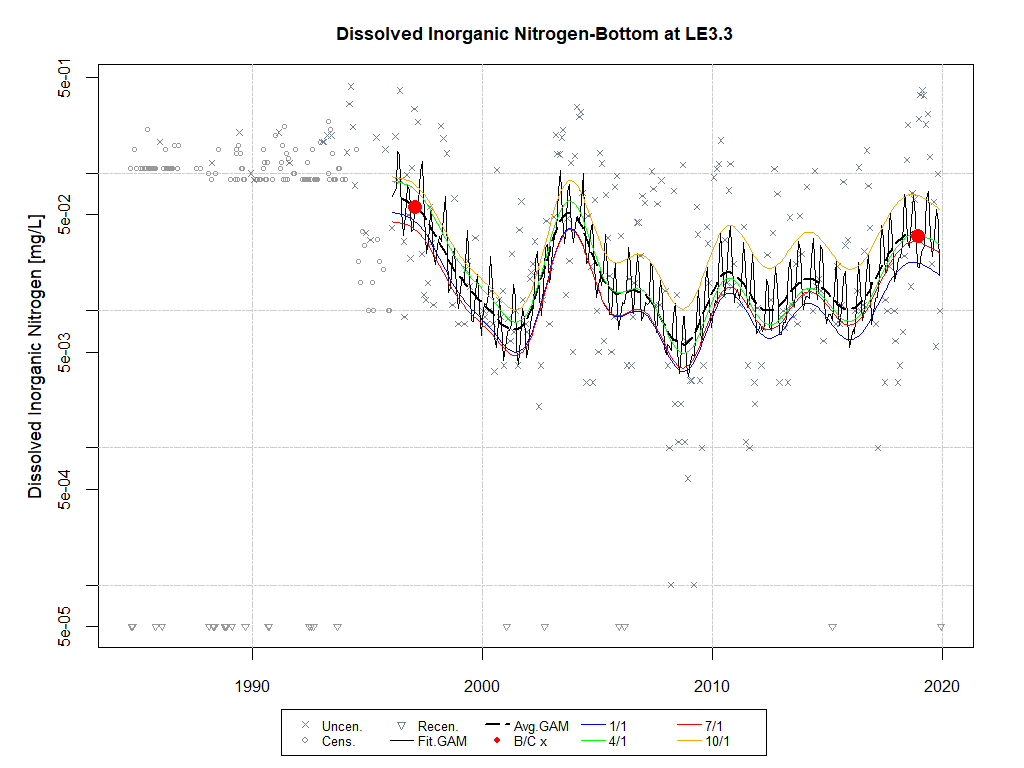 Dissolved Inorganic Nitrogen-Bottom at LE3.3
Dissolved Inorganic Nitrogen [mg/L]
5e-01
5e-02
5e-03
5e-04
5e-05
1990 2000 2010 2020
Uncen. Recen. Avg.GAM 1/1 7/1
Cens. Fit.GAM B/C x 4/1 10/1